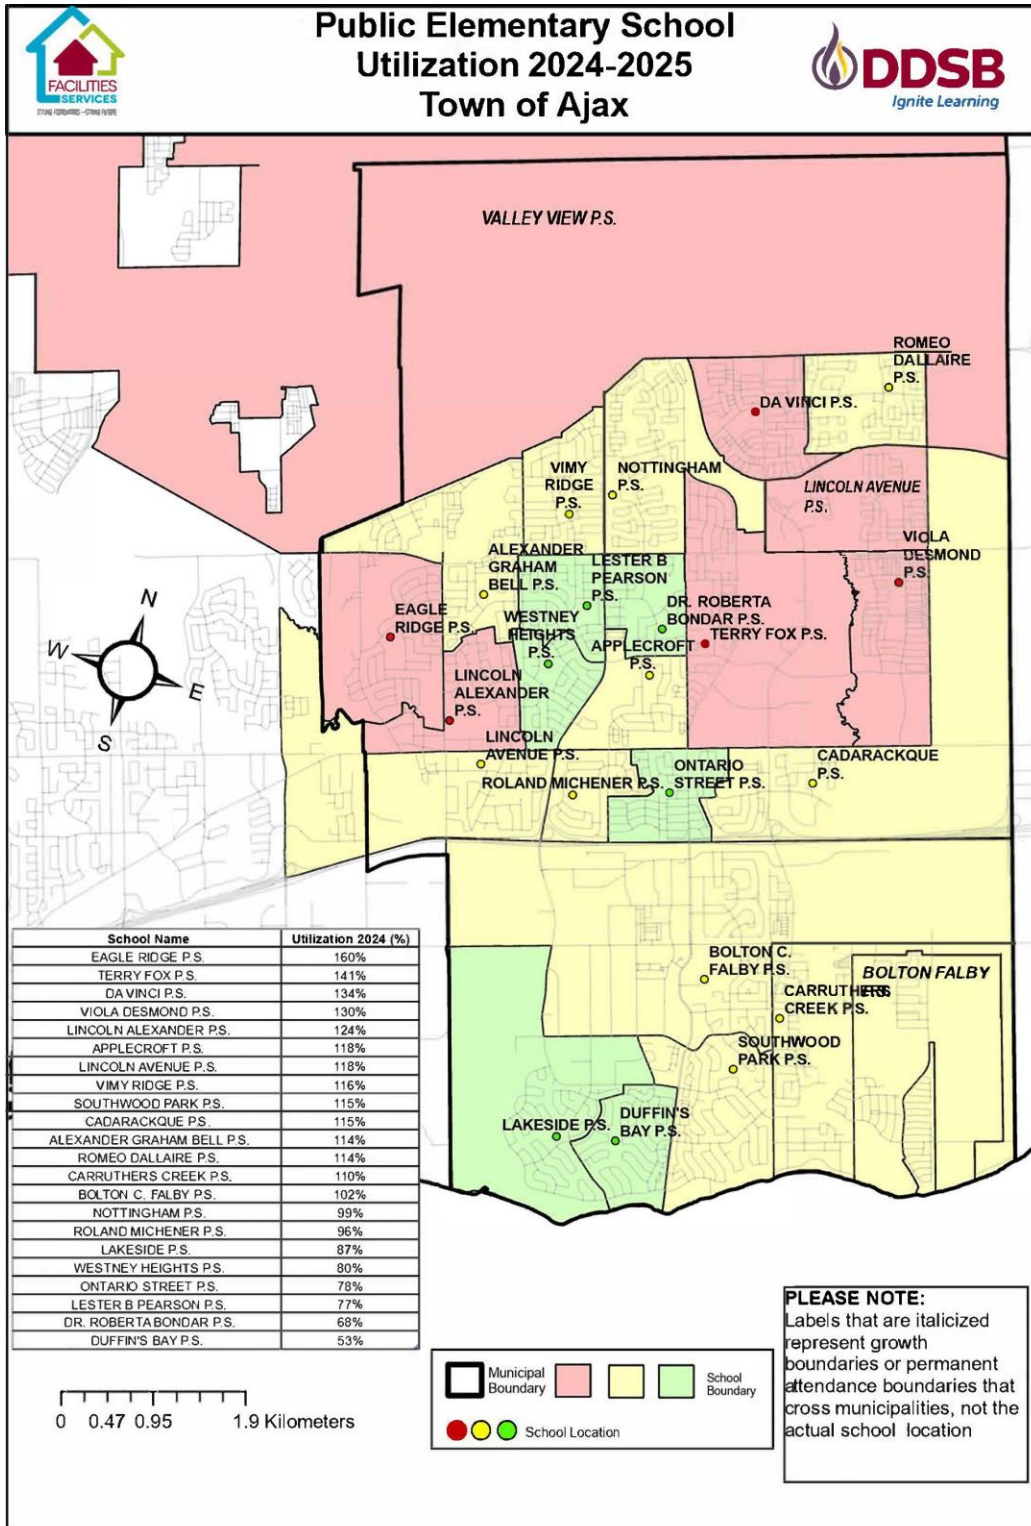 Public Elementary School
Utilization 2024-2025
Town of Ajax
FACILITIES
SERVICES
STRONG FOUNDATIONS - STRONG FUTURE
DDSB
Ignite Learning
VALLEY VIEW P.S.
ROMEO
DALLAIRE
P.S.
DA VINCI P.S.
VIMY
RIDGE
P.S.
NOTTINGHAM
P.S.
LINCOLN AVENUE
P.S.
VIOLA
DESMOND
P.S.
ALEXANDER
GRAHAM
BELL P.S.
LESTER B
PEARSON
P.S.
EAGLE
RIDGE P.S.
WESTNEY
HEIGHTS
P.S.
DR. ROBERTA
BONDAR P.S.
TERRY FOX P.S.
APPLECROFT
P.S.
LINCOLN
ALEXANDER
P.S.
LINCOLN
AVENUE P.S.
ROLAND MICHENER P.S.
ONTARIO
STREET P.S.
CADARACKQUE
P.S.
N
W
E
S
BOLTON C.
FALBY P.S.
BOLTON FALBY
CARRUTHERS
CREEK P.S.
SOUTHWOOD
PARK P.S.
LAKESIDE P.S.
DUFFIN'S
BAY P.S.
School Name Utilization 2024 (%)
EAGLE RIDGE P.S. 160%
TERRY FOX P.S. 141%
DA VINCI P.S. 134%
VIOLA DESMOND P.S. 130%
LINCOLN ALEXANDER P.S. 124%
APPLECROFT P.S. 118%
LINCOLN AVENUE P.S. 118%
VIMY RIDGE P.S. 116%
SOUTHWOOD PARK P.S. 115%
CADARACKQUE P.S. 115%
ALEXANDER GRAHAM BELL P.S. 114%
ROMEO DALLAIRE P.S. 114%
CARRUTHERS CREEK P.S. 110%
BOLTON C. FALBY P.S. 102%
NOTTINGHAM P.S. 99%
ROLAND MICHENER P.S. 96%
LAKESIDE P.S. 87%
WESTNEY HEIGHTS P.S. 80%
ONTARIO STREET P.S. 78%
LESTER B PEARSON P.S. 77%
DR. ROBERTA BONDAR P.S. 68%
DUFFIN'S BAY P.S. 53%
0 0.47 0.95 1.9 Kilometers
Municipal
Boundary
School
Boundary
School Location
PLEASE NOTE:
Labels that are italicized
represent growth
boundaries or permanent
attendance boundaries that
cross municipalities, not the
actual school location